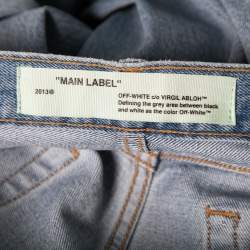 "MAIN LABEL"
2013® OFF-WHITE c/o VIRGIL ABLOH™
Defining the grey area between black
and white as the color Off-White™